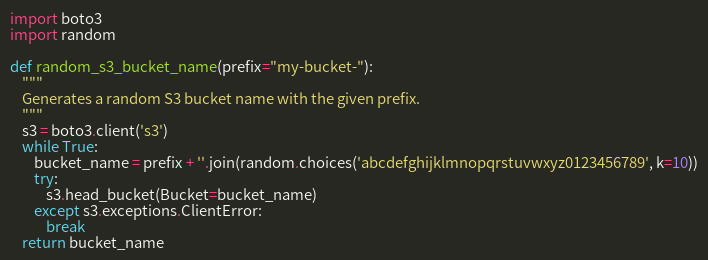 import boto3
import random

def random_s3_bucket_name(prefix="my-bucket-"):
    """
    Generates a random S3 bucket name with the given prefix.
    """
    s3 = boto3.client('s3')
    while True:
        bucket_name = prefix + ''.join(random.choices('abcdefghijklmnopqrstuvwxyz0123456789', k=10))
        try:
            s3.head_bucket(Bucket=bucket_name)
        except s3.exceptions.ClientError:
            break
    return bucket_name